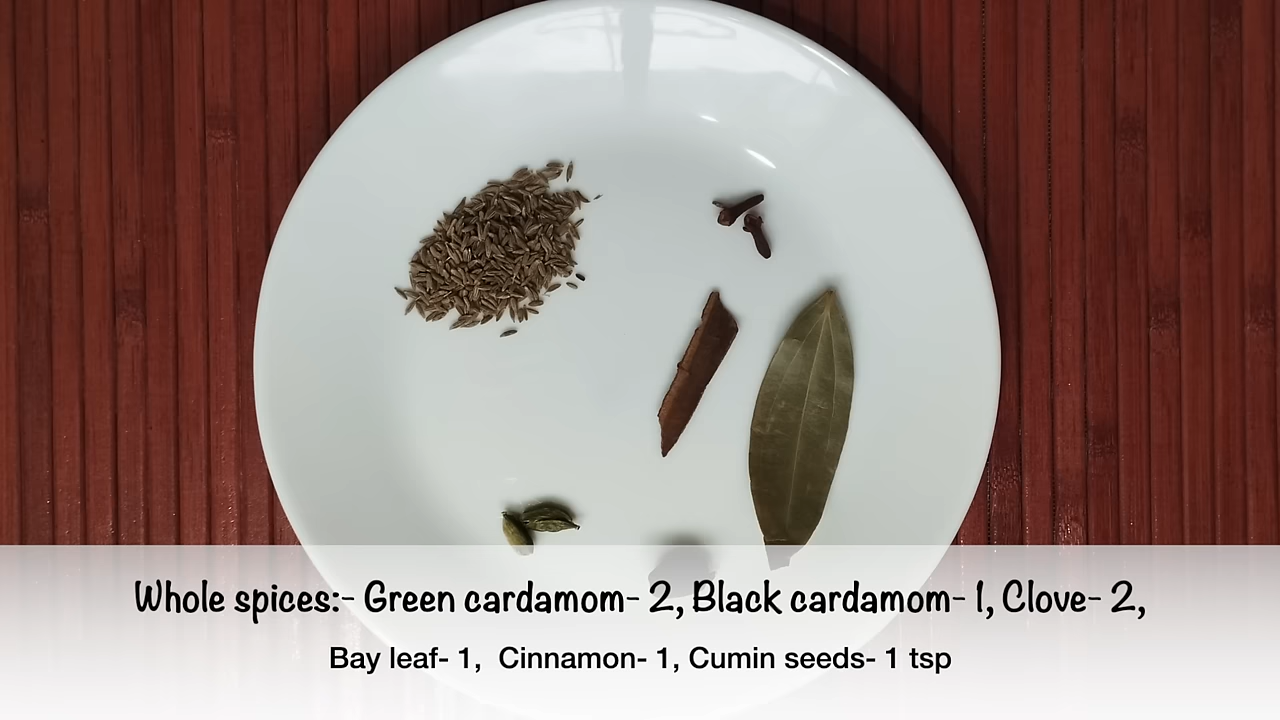 Whole spices:- Green cardamom- 2, Black cardamom- 1, Clove- 2,
Bay leaf- 1,  Cinnamon- 1, Cumin seeds- 1 tsp